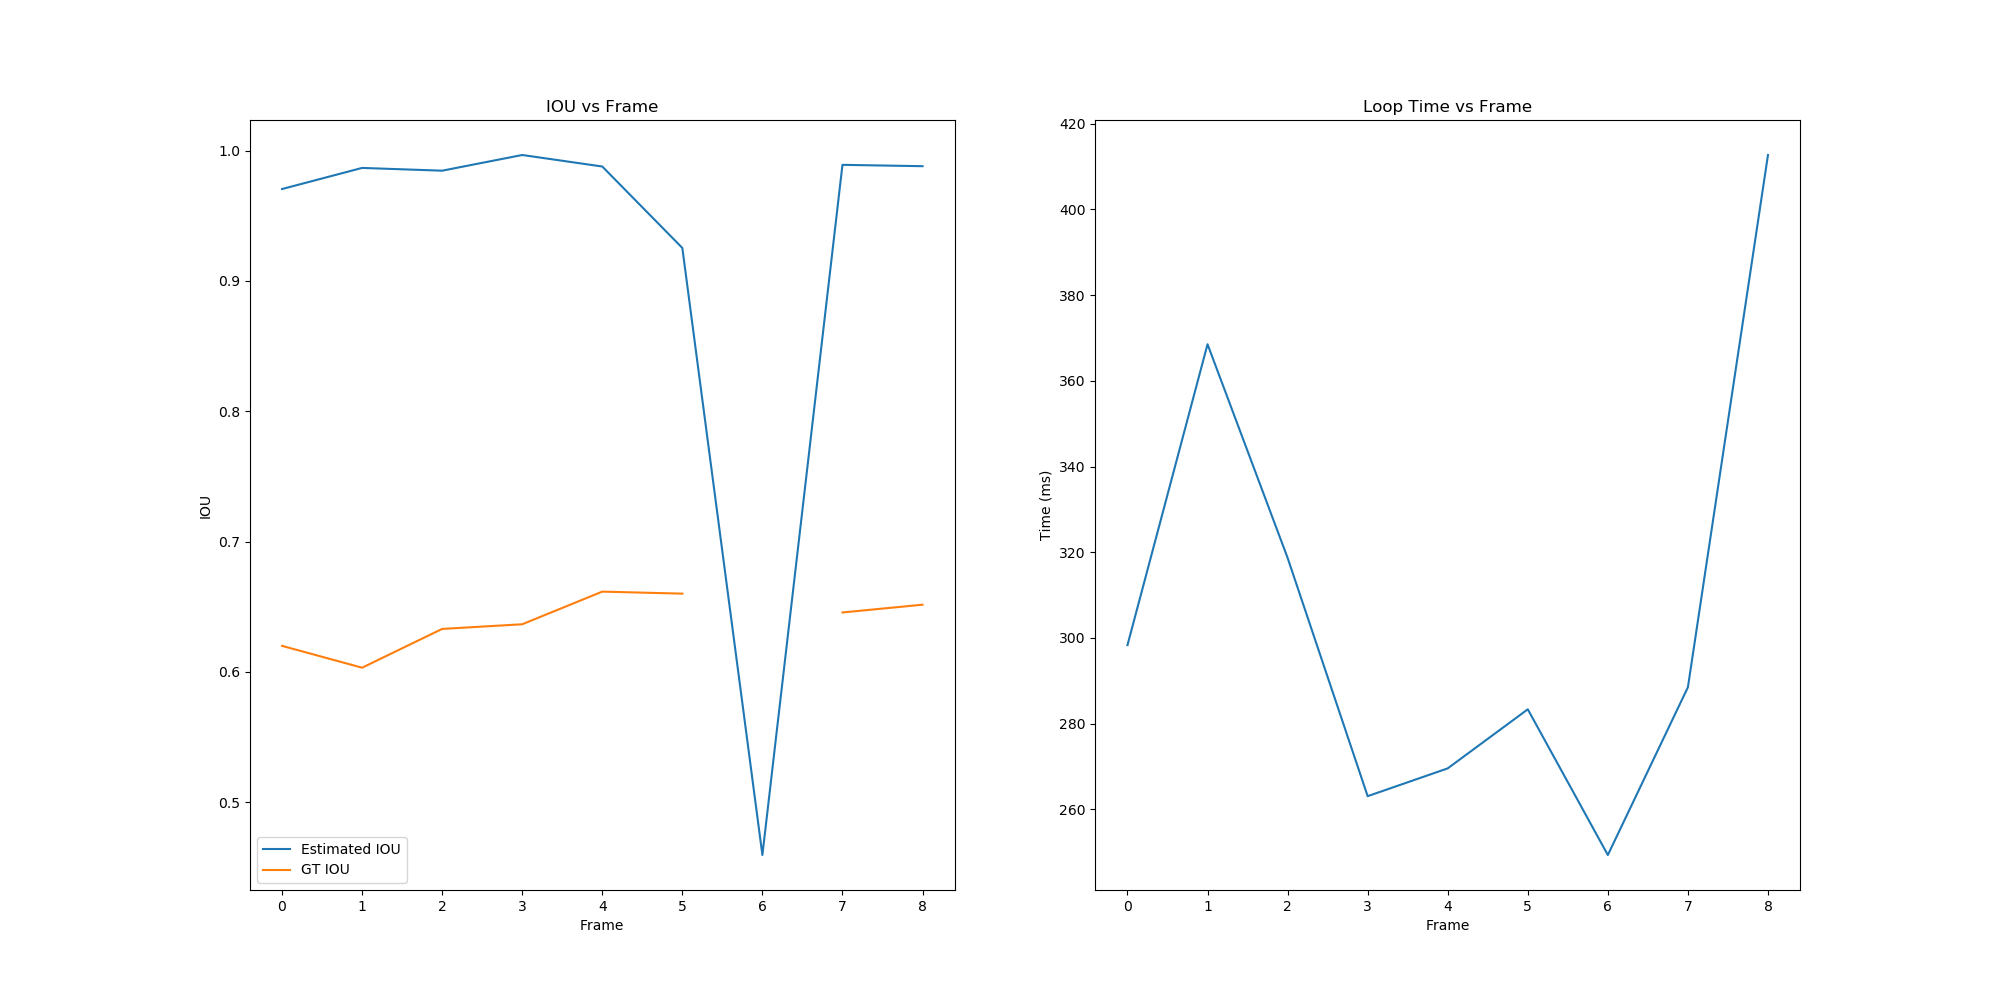 IOU vs Frame
1.0
0.9
0.8
0.7
0.6
0.5
IOU
Estimated IOU
GT IOU
0 1 2 3 4 5 6 7 8
Frame
Loop Time vs Frame
420
400
380
360
340
320
300
280
260
Time (ms)
0 1 2 3 4 5 6 7 8
Frame